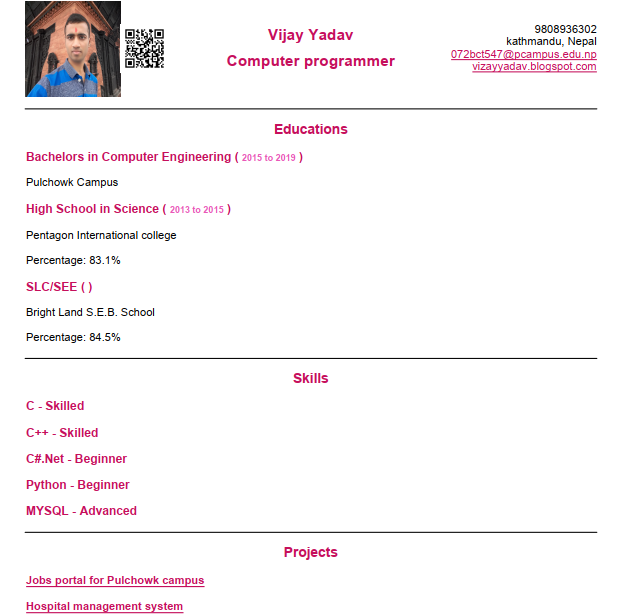 Vijay Yadav
Computer programmer
9808936302
kathmandu, Nepal
072bct547@pcampus.edu.np
vizayyadav.blogspot.com
Educations
Bachelors in Computer Engineering ( 2015 to 2019 )
Pulchowk Campus
High School in Science ( 2013 to 2015 )
Pentagon International college
Percentage: 83.1%
SLC/SEE ( )
Bright Land S.E.B. School
Percentage: 84.5%
Skills
C - Skilled
C++ - Skilled
C#.Net - Beginner
Python - Beginner
MYSQL - Advanced
Projects
Jobs portal for Pulchowk campus
Hospital management system